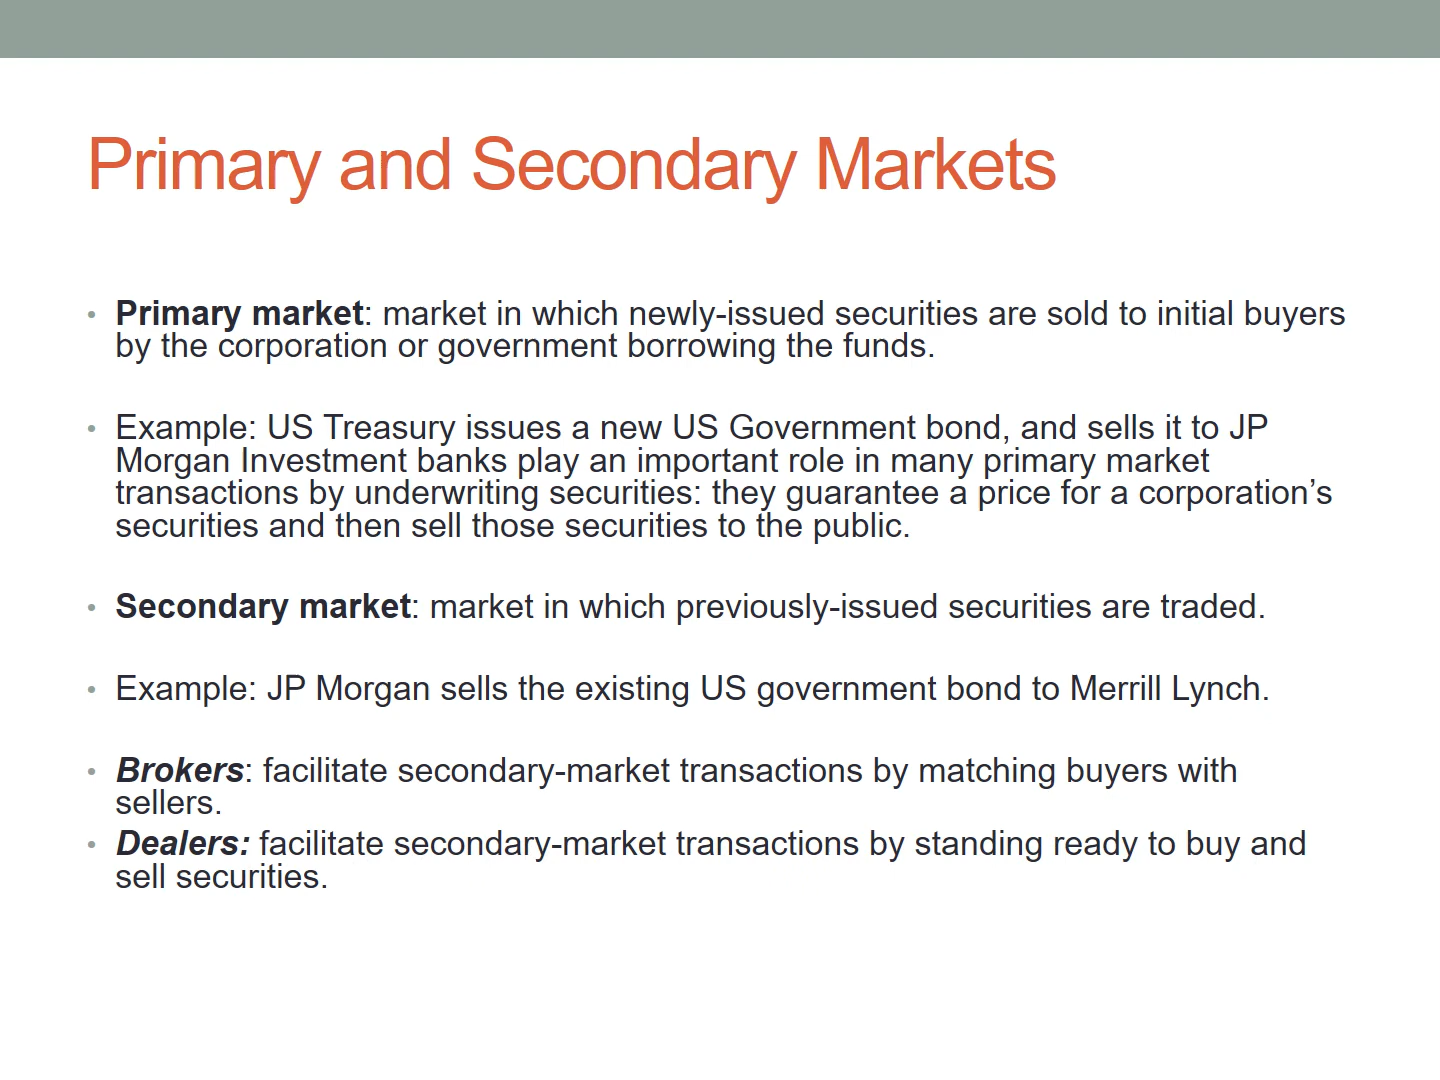 Primary and Secondary Markets
• Primary market: market in which newly-issued securities are sold to initial buyers
by the corporation or government borrowing the funds.
• Example: US Treasury issues a new US Government bond, and sells it to JP
Morgan Investment banks play an important role in many primary market
transactions by underwriting securities: they guarantee a price for a corporation’s
securities and then sell those securities to the public.
• Secondary market: market in which previously-issued securities are traded.
• Example: JP Morgan sells the existing US government bond to Merrill Lynch.
• Brokers: facilitate secondary-market transactions by matching buyers with
sellers.
• Dealers: facilitate secondary-market transactions by standing ready to buy and
sell securities.